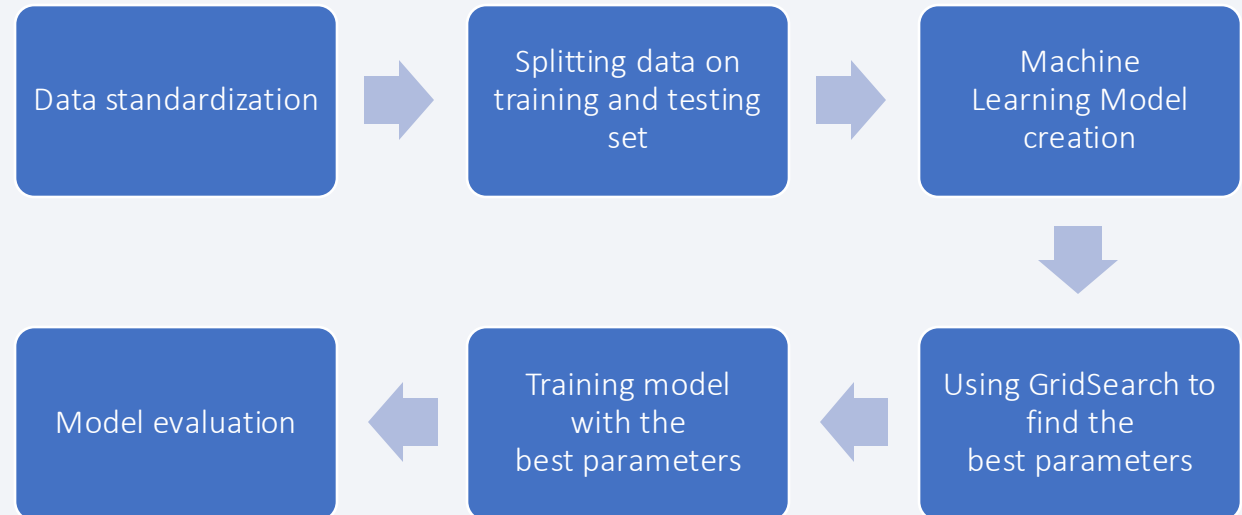 Data standardization
Splitting data on
training and testing
set
Machine
Learning Model
creation
Using GridSearch to
find the
best parameters
Training model
with the
best parameters
Model evaluation